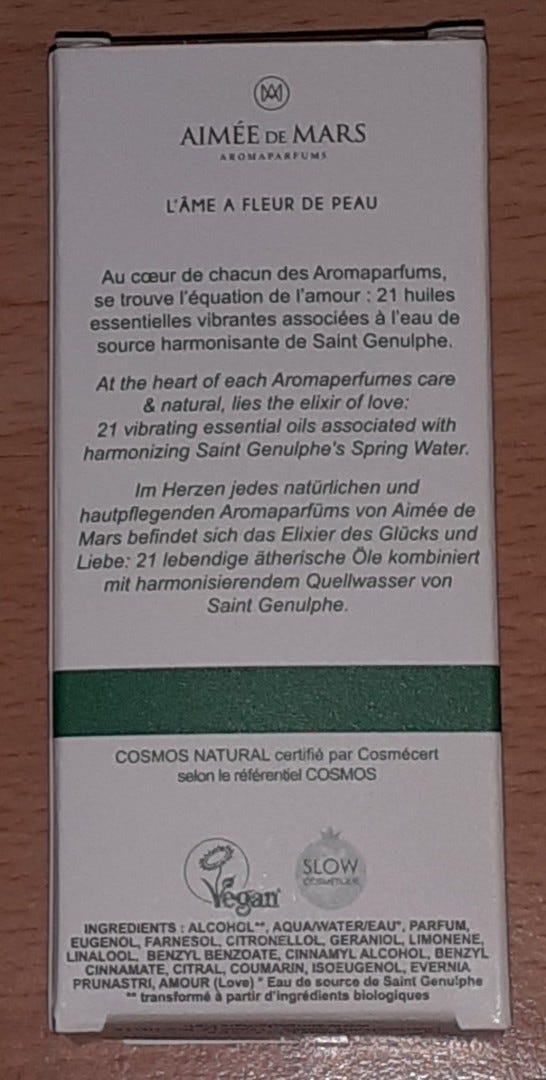 AIMÉE DE MARS
AROMAPARFUMS
L'ÂME A FLEUR DE PEAU
Au cœur de chacun des Aromaparfums,
se trouve l'équation de l'amour : 21 huiles
essentielles vibrantes associées à l'eau de
source harmonisante de Saint Genulphe.
At the heart of each Aromaperfumes care
& natural, lies the elixir of love:
21 vibrating essential oils associated with
harmonizing Saint Genulphe's Spring Water.
Im Herzen jedes natürlichen und
hautpflegenden Aromaparfüms von Aimée de
Mars befindet sich das Elixier des Glücks und
Liebe: 21 lebendige ätherische Öle kombiniert
mit harmonisierendem Quellwasser von
Saint Genulphe.
COSMOS NATURAL certifié par Cosmécert
selon le référentiel COSMOS
Vegan
SLOW
COSMÉTIQUE
INGREDIENTS : ALCOHOL**, AQUA/WATER/EAU*, PARFUM,
EUGENOL, FARNESOL, CITRONELLOL, GERANIOL, LIMONENE,
LINALOOL, BENZYL BENZOATE, CINNAMYL ALCOHOL, BENZYL
CINNAMATE, CITRAL, COUMARIN, ISOEUGENOL, EVERNIA
PRUNASTRI, AMOUR (Love) * Eau de source de Saint Genulphe
** transformé à partir d'ingrédients biologiques